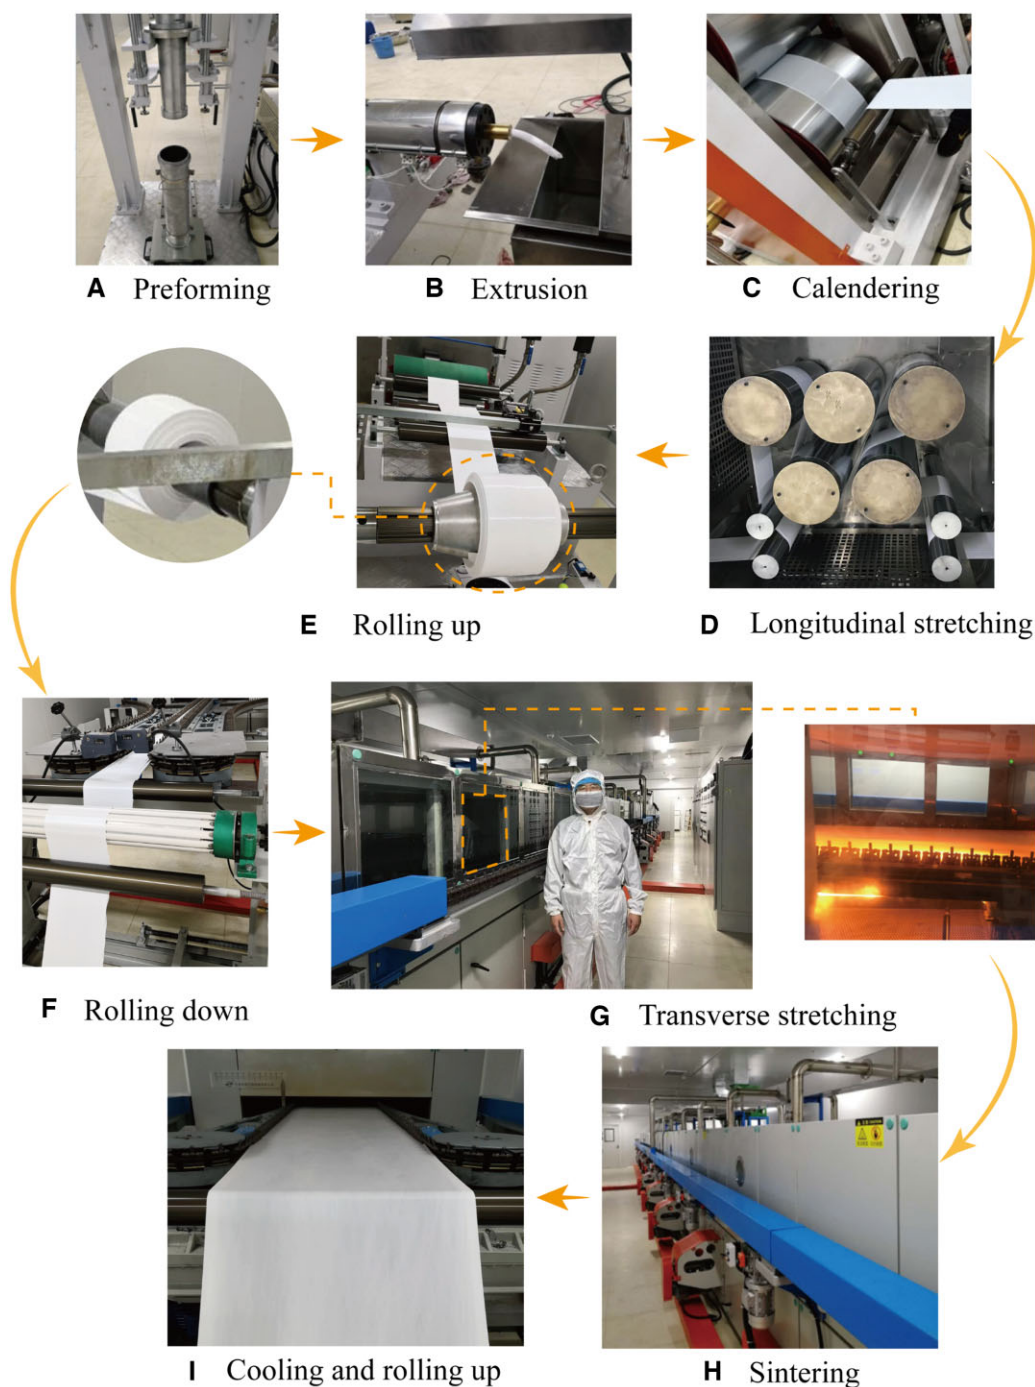 A Preforming
B Extrusion
C Calendering
E Rolling up
D Longitudinal stretching
F Rolling down
G Transverse stretching
I Cooling and rolling up
H Sintering